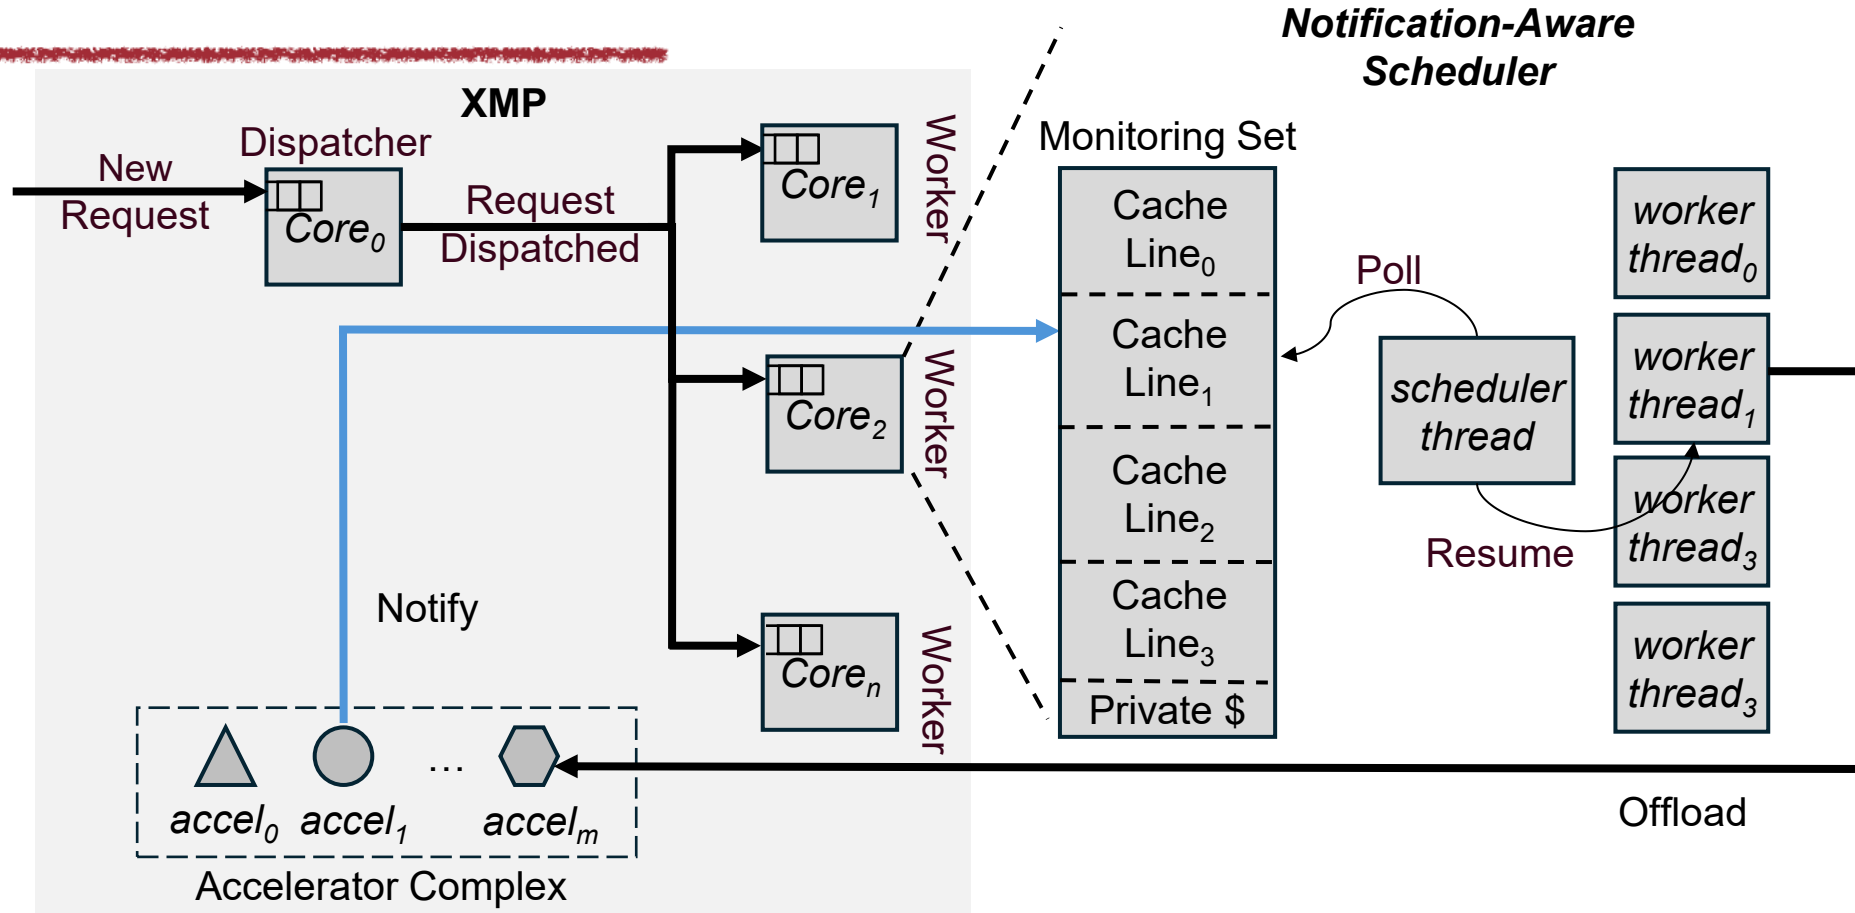 Notification-Aware
Scheduler
XMP
Dispatcher
New
Request
Core0
Request
Dispatched
Core1
Worker
Core2
Worker
Coren
Worker
Notify
accel0
accel1
...
accelm
Accelerator Complex
Monitoring Set
Cache
Line0
Cache
Line1
Cache
Line2
Cache
Line3
Private $
Poll
scheduler
thread
Resume
worker
thread0
worker
thread1
worker
thread3
worker
thread3
Offload